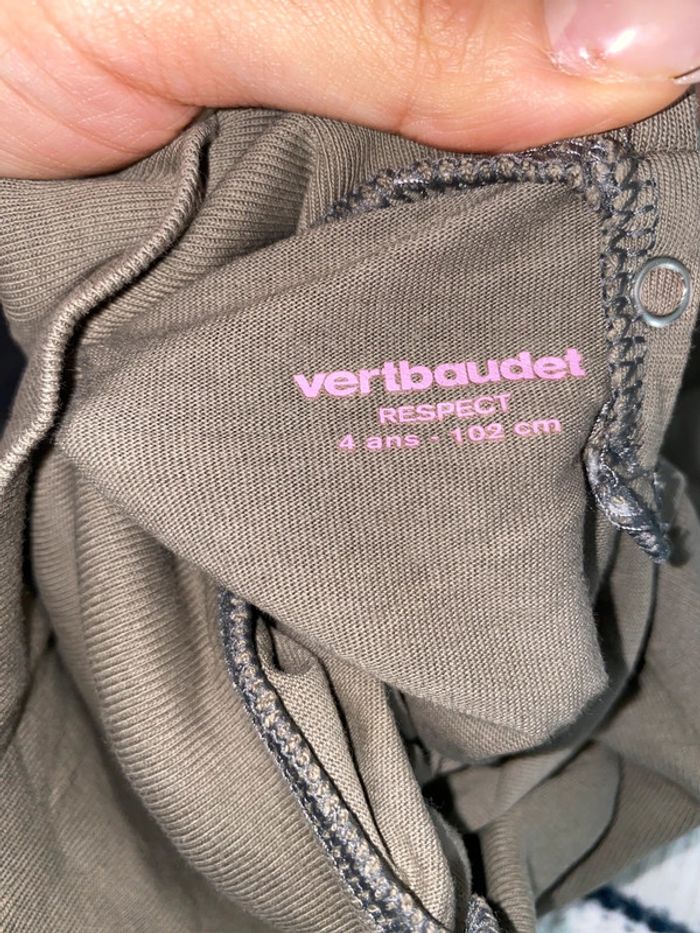 vertbaudet
RESPECT
4 ans - 102 cm